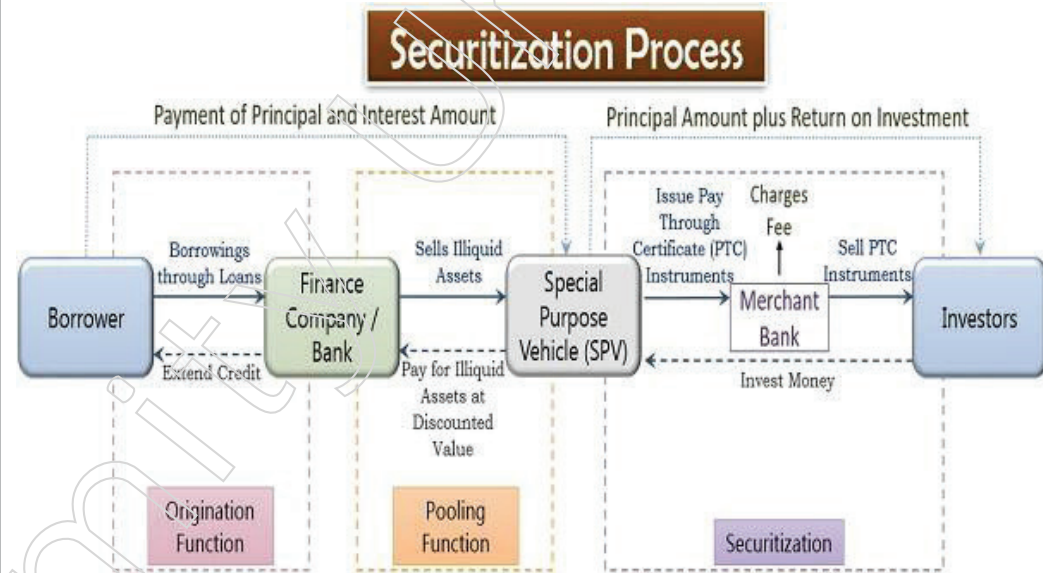 Securitization Process
Payment of Principal and Interest Amount
Principal Amount plus Return on Investment
Borrower
Borrowings
through Loans
Extend Credit
Finance
Company /
Bank
Sells Illiquid
Assets
Pay for Illiquid
Assets at
Discounted
Value
Special
Purpose
Vehicle (SPV)
Issue Pay
Through
Certificate (PTC)
Instruments
Charges
Fee
Merchant
Bank
Sell PTC
Instruments
Invest Money
Investors
Origination
Function
Pooling
Function
Securitization
mity U